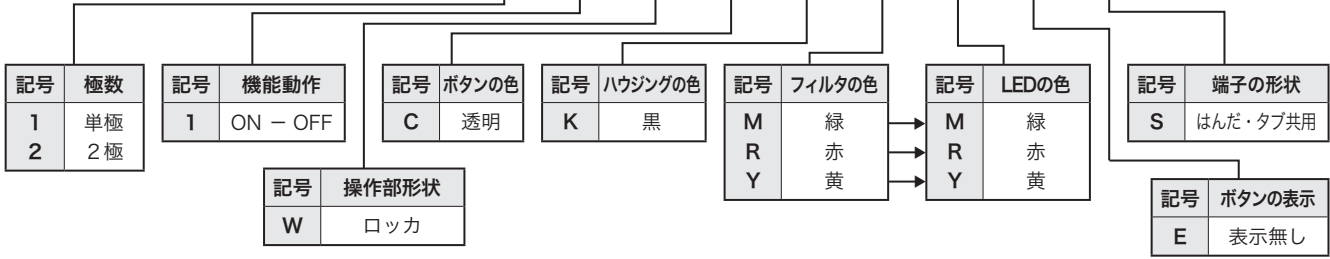 記号 極数
1 単極
2 2極
記号 機能動作
1 ON − OFF
記号 操作部形状
W ロッカ
記号 ボタンの色
C 透明
記号 ハウジングの色
K 黒
記号 フィルタの色
M 緑
R 赤
Y 黄
記号 LEDの色
M 緑
R 赤
Y 黄
記号 端子の形状
S はんだ・タブ共用
記号 ボタンの表示
E 表示無し